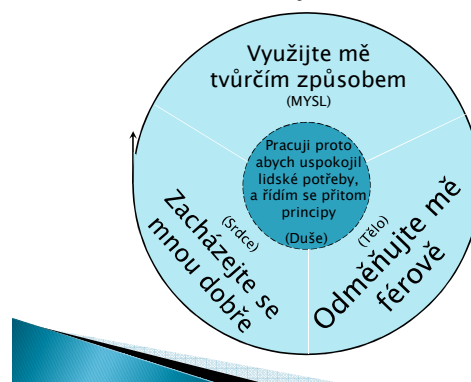 Využijte mě
tvůrčím způsobem
(MYSL)
Pracuji proto
abych uspokojil
lidské potřeby,
a řídím se přitom
principy
(Duše)
(Srdce)
Zacházejte se
mnou dobře
(Tělo)
Odměňujte mě
férově